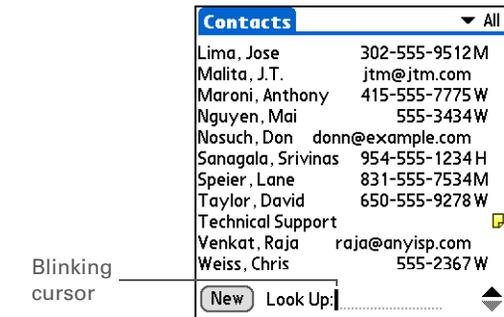 Contacts All
Lima, Jose 302-555-9512M
Malita, J.T. jtm@jtm.com
Maroni, Anthony 415-555-7775W
Nguyen, Mai 555-3434W
Nosuch, Don donn@example.com
Sanagala, Srivinas 954-555-1234H
Speier, Lane 831-555-7534M
Taylor, David 650-555-9278W
Technical Support
Venkat, Raja raja@anyisp.com
Weiss, Chris 555-2367W
Blinking
cursor
New Look Up: